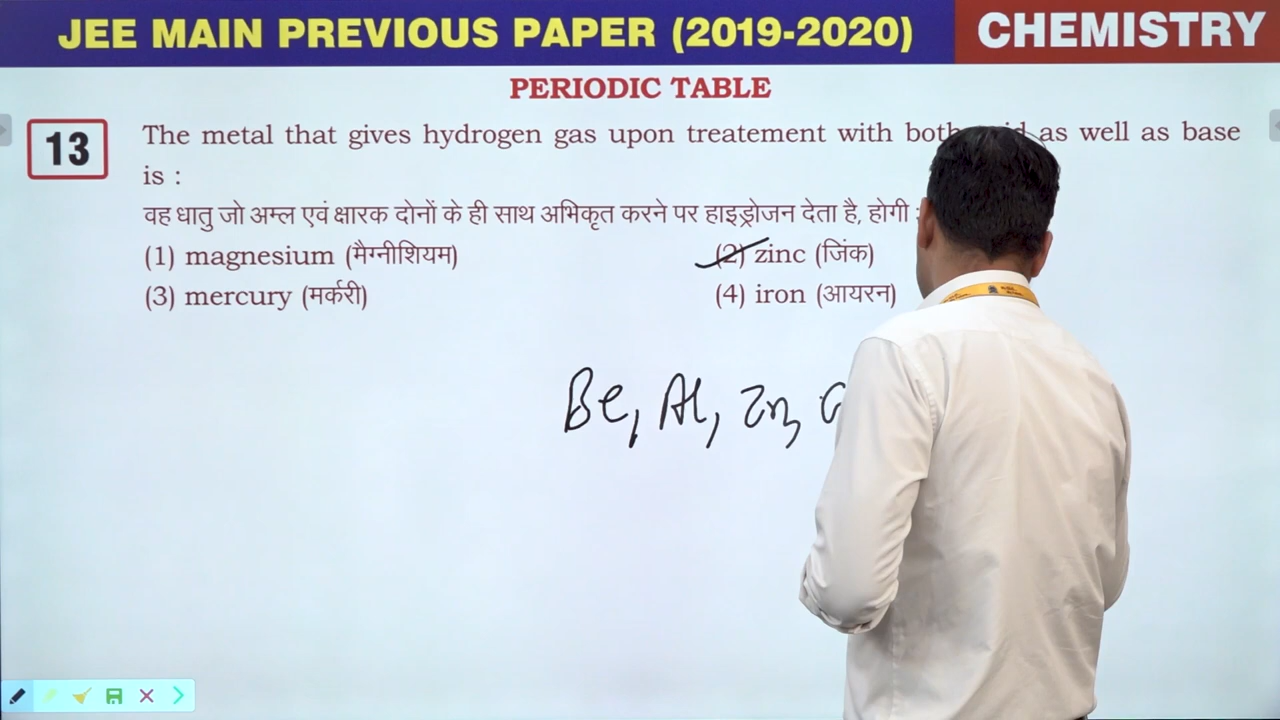 JEE MAIN PREVIOUS PAPER (2019-2020)
CHEMISTRY
PERIODIC TABLE
13
The metal that gives hydrogen gas upon treatement with both as well as base
is :
वह धातु जो अम्ल एवं क्षारक दोनों के ही साथ अभिकृत करने पर हाइड्रोजन देता है, होगी :
(1) magnesium (मैग्नीशियम)
(2) zinc (जिंक)
(3) mercury (मर्करी)
(4) iron (आयरन)
Be, Al, Zn,